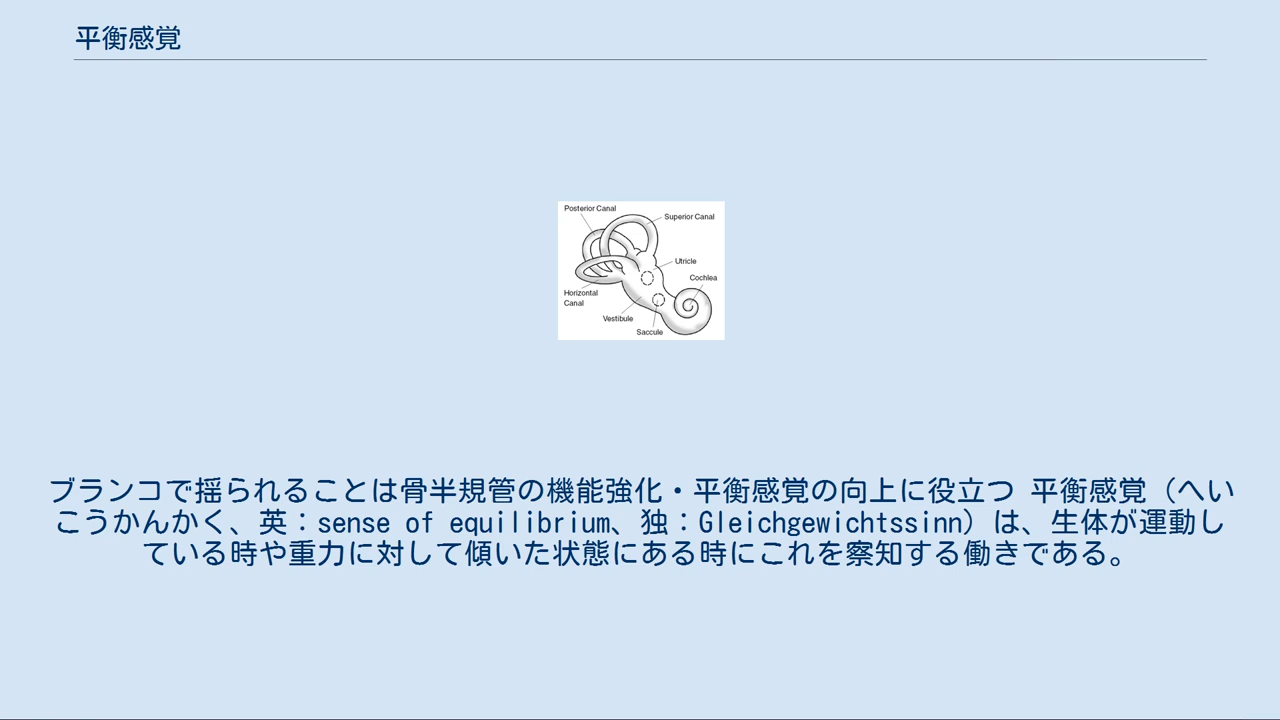 平衡感覚
Posterior Canal
Superior Canal
Utricle
Cochlea
Horizontal
Canal
Vestibule
Saccule
ブランコで揺られることは骨半規管の機能強化・平衡感覚の向上に役立つ 平衡感覚（へい
こうかんかく、英：sense of equilibrium、独：Gleichgewichtssinn）は、生体が運動し
ている時や重力に対して傾いた状態にある時にこれを察知する働きである。